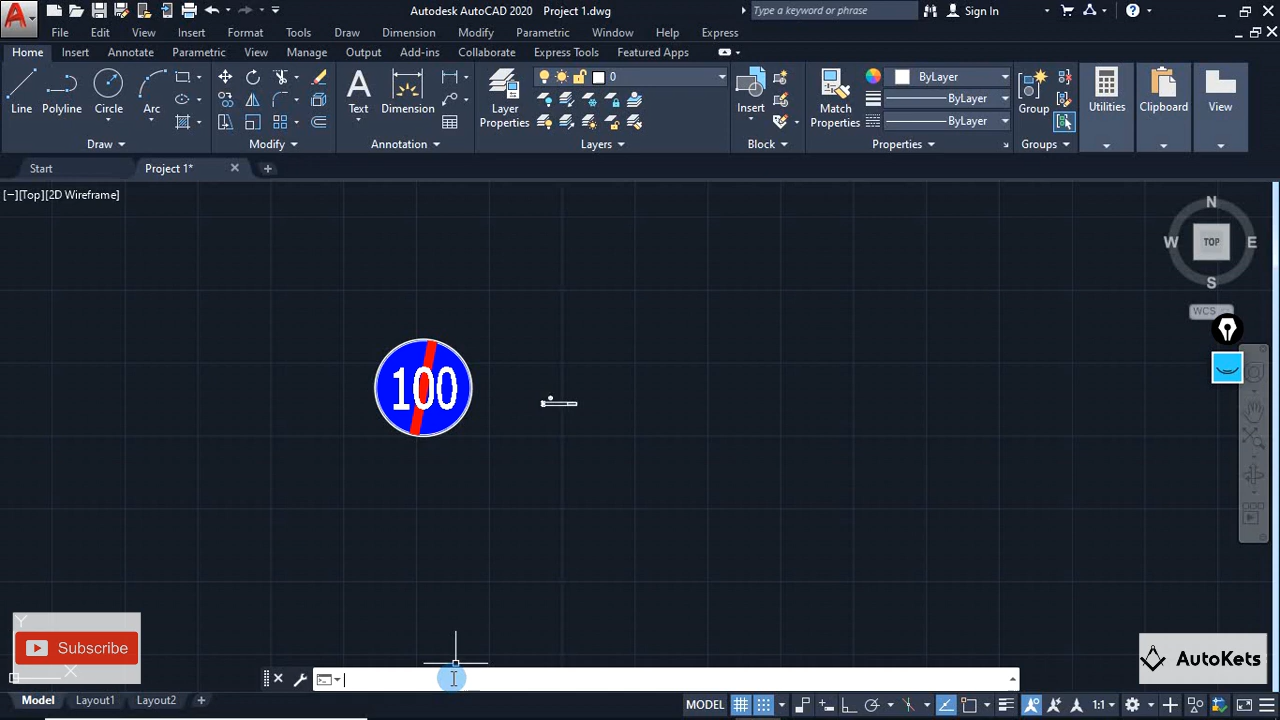 Autodesk AutoCAD 2020 Project 1.dwg
Type a keyword or phrase
Sign In
File Edit View Insert Format Tools Draw Dimension Modify Parametric Window Help Express
Home Insert Annotate Parametric View Manage Output Add-ins Collaborate Express Tools Featured Apps
Line Polyline Circle Arc
Draw
Modify
Text Dimension
Annotation
Layer Properties
0
Layers
Insert
Block
Match Properties
ByLayer
ByLayer
ByLayer
Properties
Group
Groups
Utilities
Clipboard
View
Start
Project 1*
[−][Top][2D Wireframe]
N
W TOP E
S
WCS
100
Y
Subscribe
X
AutoKets
Model Layout1 Layout2
MODEL
1:1